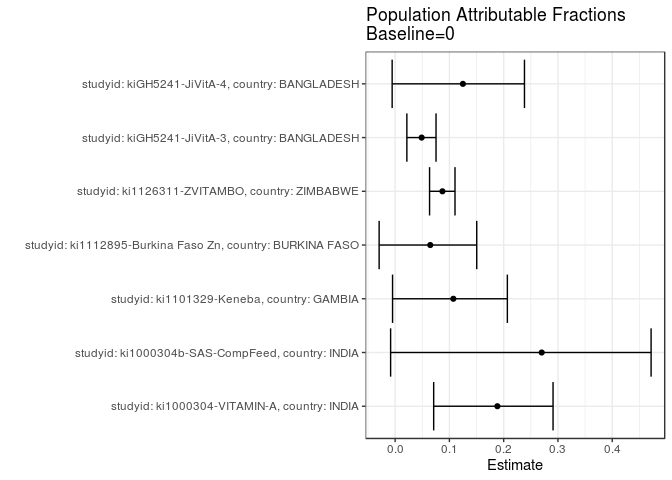 Population Attributable Fractions
Baseline=0
studyid: kiGH5241-JiVitA-4, country: BANGLADESH
studyid: kiGH5241-JiVitA-3, country: BANGLADESH
studyid: ki1126311-ZVITAMBO, country: ZIMBABWE
studyid: ki1112895-Burkina Faso Zn, country: BURKINA FASO
studyid: ki1101329-Keneba, country: GAMBIA
studyid: ki1000304b-SAS-CompFeed, country: INDIA
studyid: ki1000304-VITAMIN-A, country: INDIA
0.0 0.1 0.2 0.3 0.4
Estimate